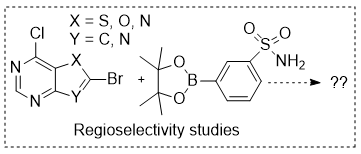 X = S, O, N
Y = C, N
Cl
X
N
N
Y
Br
+
O
B
O
O
S
O
NH2
??
Regioselectivity studies